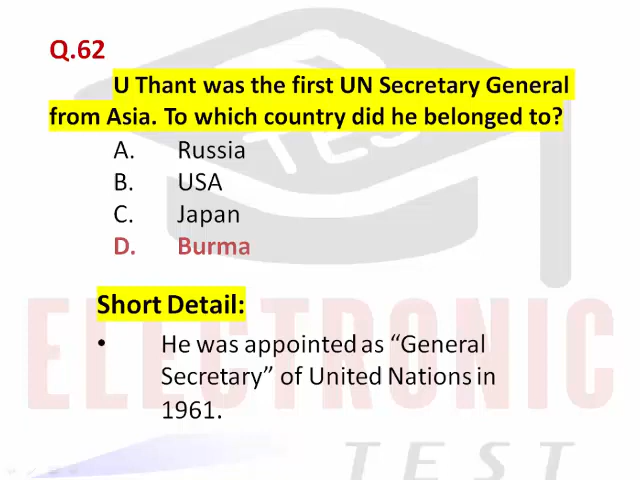 Q.62
U Thant was the first UN Secretary General
from Asia. To which country did he belonged to?
A. Russia
B. USA
C. Japan
D. Burma
Short Detail:
• He was appointed as “General
Secretary” of United Nations in
1961.
ELECTRONIC
TEST